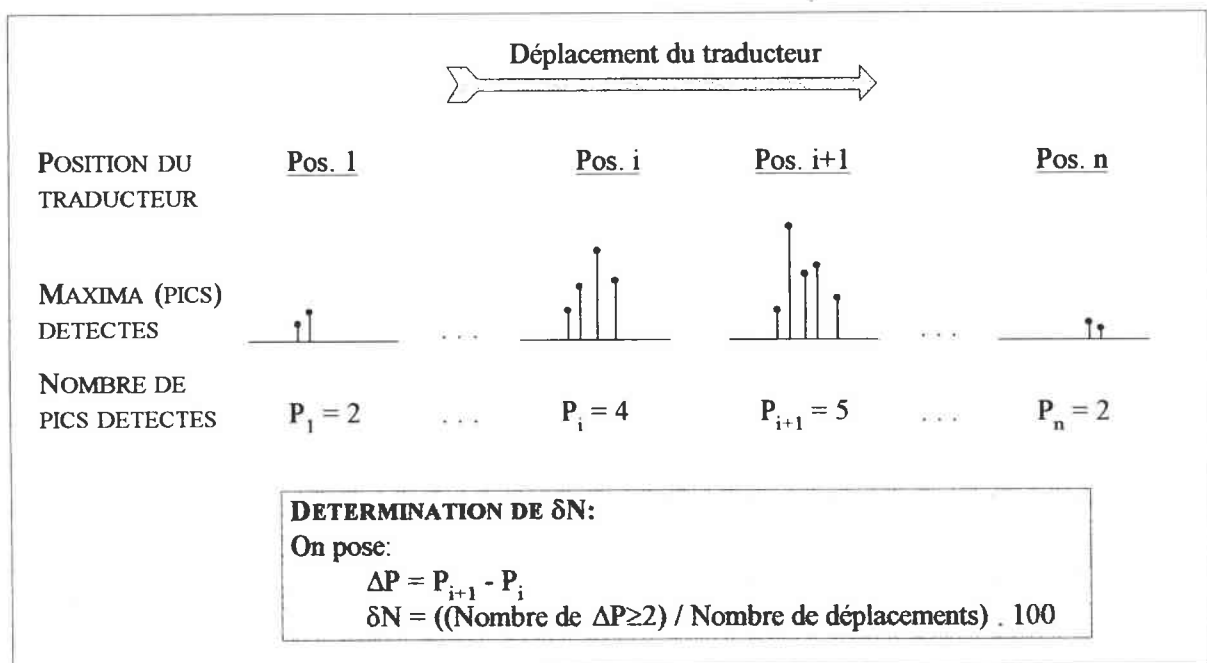 Déplacement du traducteur
POSITION DU
TRADUCTEUR
Pos. 1
Pos. i
Pos. i+1
Pos. n
MAXIMA (PICS)
DETECTES
. . .
. . .
NOMBRE DE
PICS DETECTES
P₁ = 2
. . .
Pᵢ = 4
Pᵢ₊₁ = 5
. . .
Pₙ = 2
DETERMINATION DE δN:
On pose:
ΔP = Pᵢ₊₁ - Pᵢ
δN = ((Nombre de ΔP≥2) / Nombre de déplacements) . 100